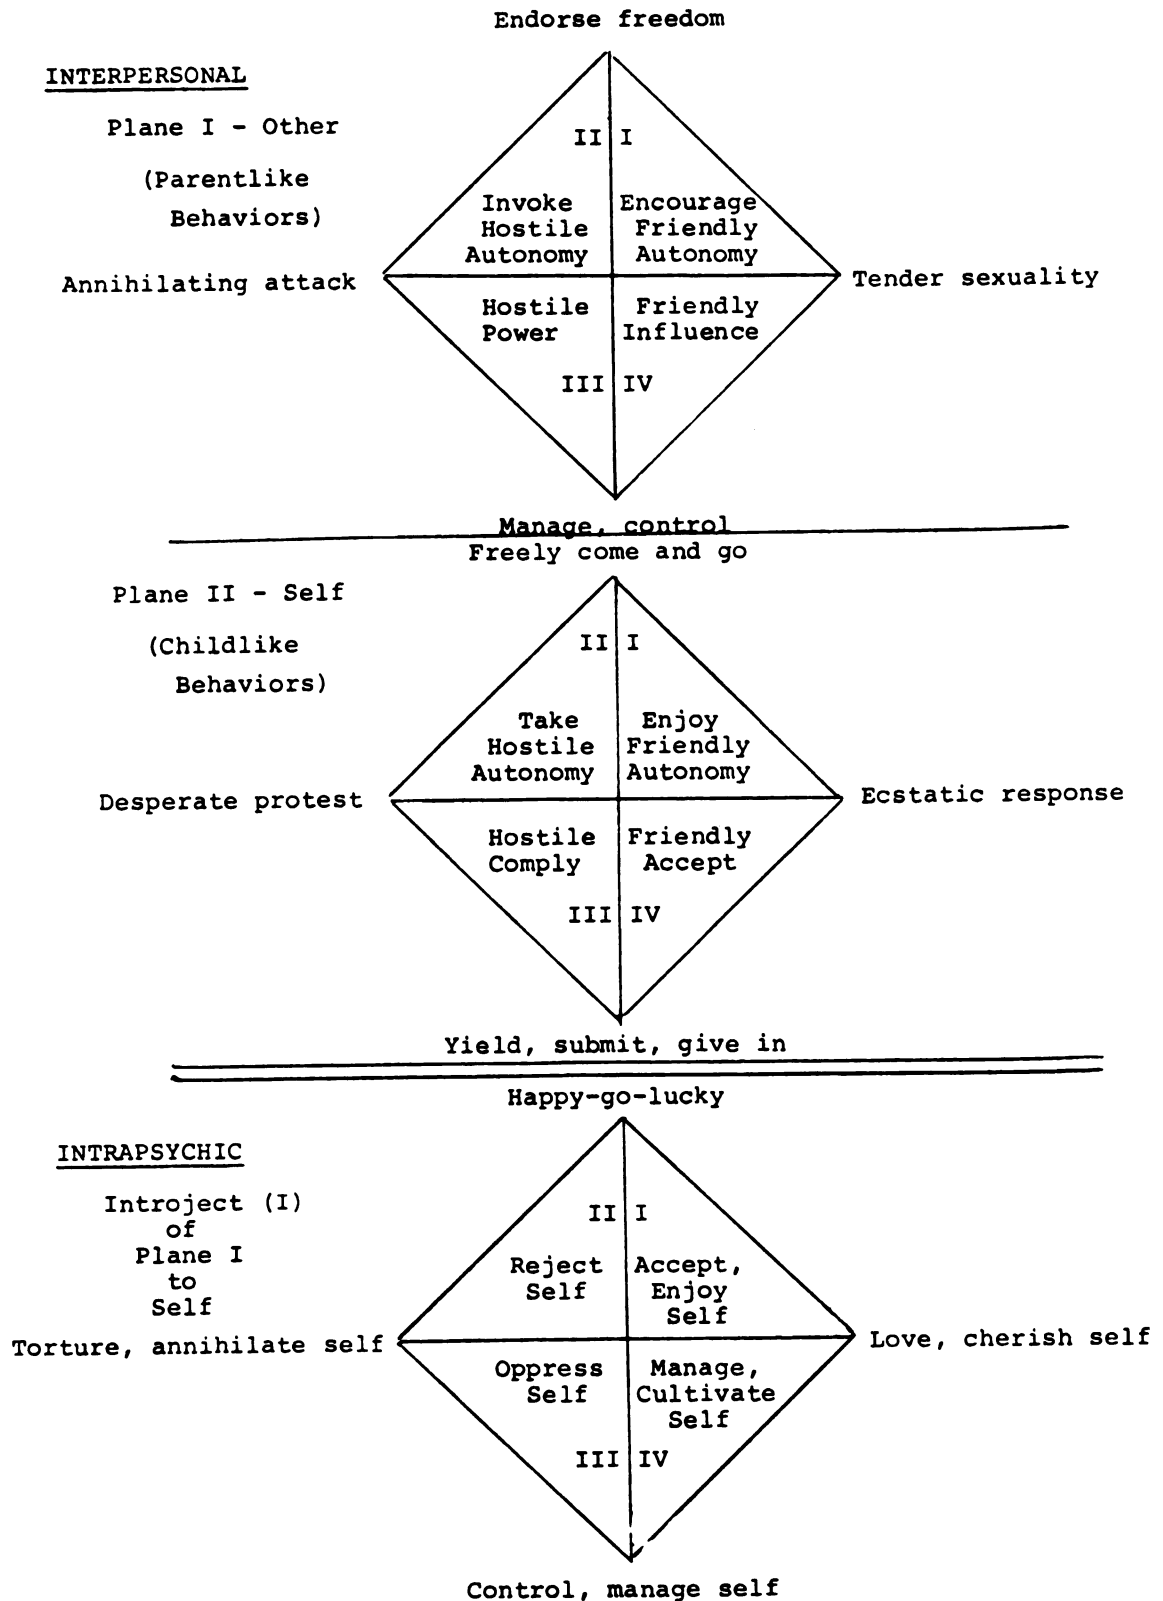 Endorse freedom
INTERPERSONAL
Plane I - Other
(Parentlike
Behaviors)
II I
Invoke
Hostile
Autonomy
Encourage
Friendly
Autonomy
Annihilating attack
Tender sexuality
Hostile
Power
Friendly
Influence
III IV
Manage, control
Freely come and go
Plane II - Self
(Childlike
Behaviors)
II I
Take
Hostile
Autonomy
Enjoy
Friendly
Autonomy
Desperate protest
Ecstatic response
Hostile
Comply
Friendly
Accept
III IV
Yield, submit, give in
Happy-go-lucky
INTRAPSYCHIC
Introject (I)
of
Plane I
to
Self
II I
Reject
Self
Accept,
Enjoy
Self
Torture, annihilate self
Love, cherish self
Oppress
Self
Manage,
Cultivate
Self
III IV
Control, manage self